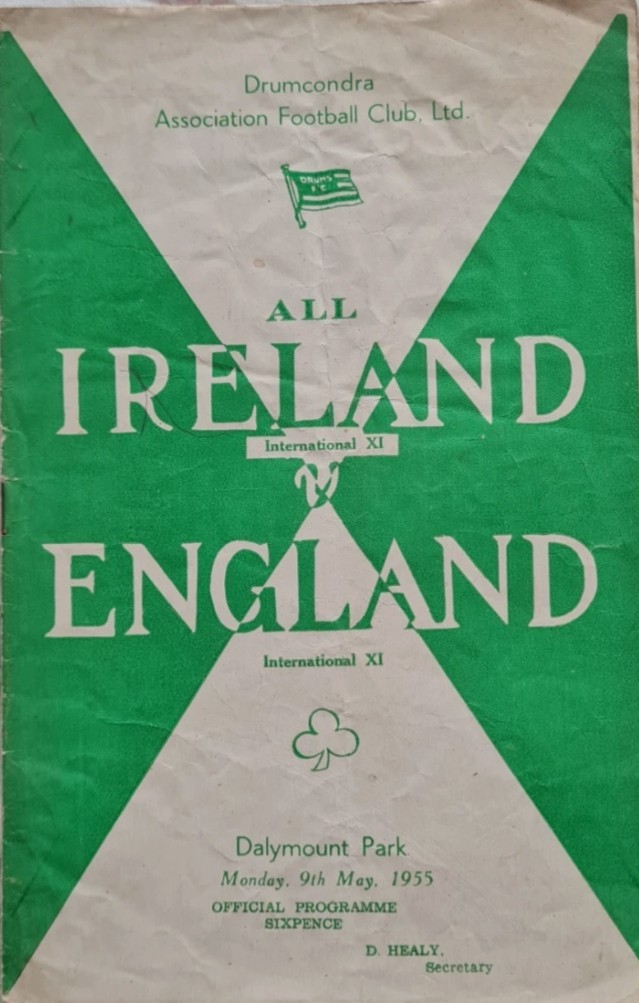 Drumcondra
Association Football Club, Ltd.
DRUMS
F.C
ALL
IRELAND
International XI
v
ENGLAND
International XI
Dalymount Park
Monday, 9th May, 1955
OFFICIAL PROGRAMME
SIXPENCE
D. HEALY,
Secretary